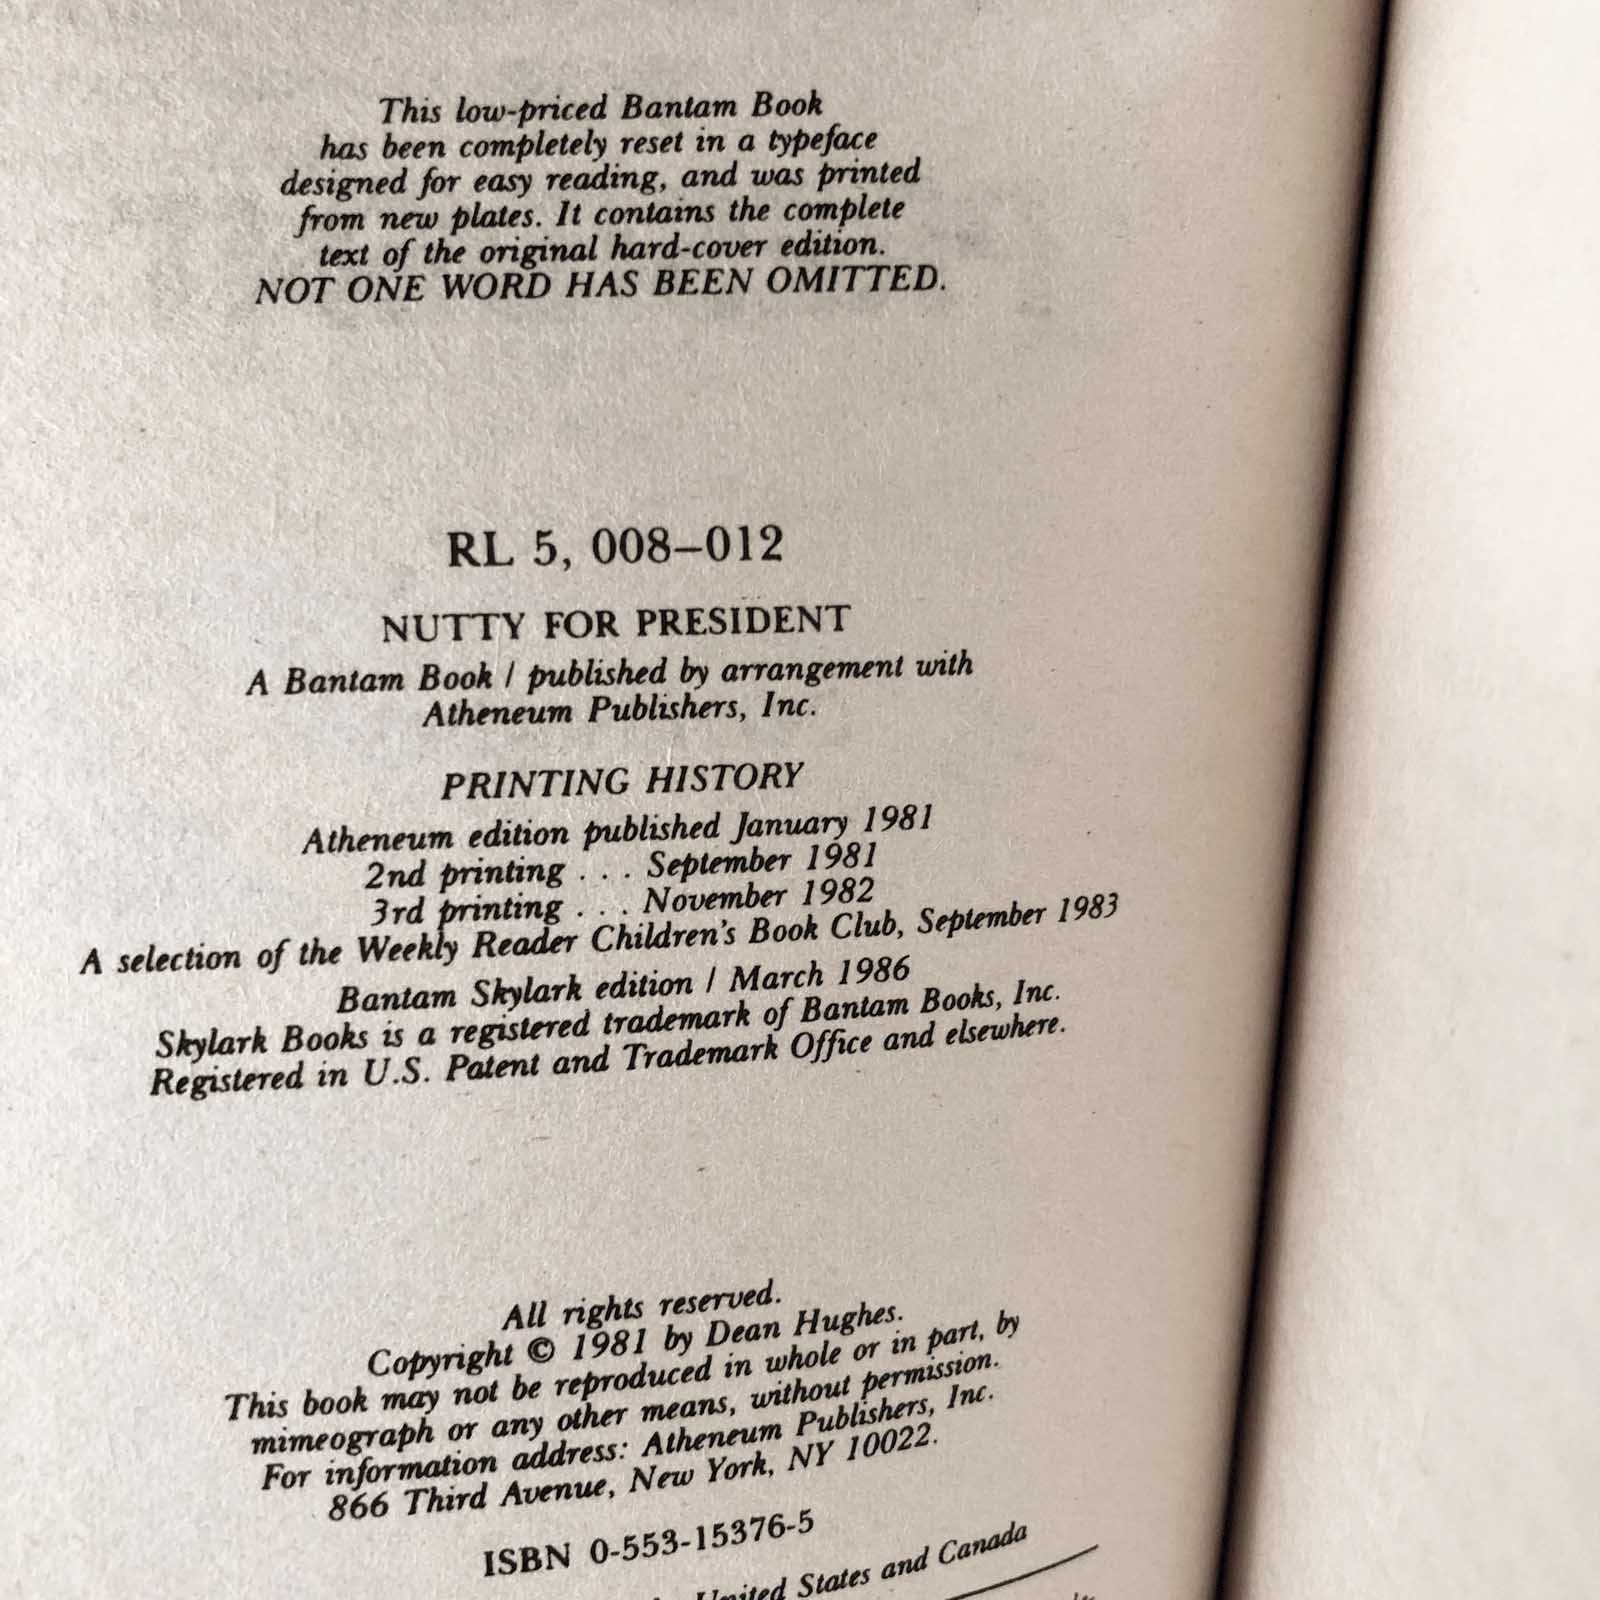 This low-priced Bantam Book
has been completely reset in a typeface
designed for easy reading, and was printed
from new plates. It contains the complete
text of the original hard-cover edition.
NOT ONE WORD HAS BEEN OMITTED.
RL 5, 008–012
NUTTY FOR PRESIDENT
A Bantam Book / published by arrangement with
Atheneum Publishers, Inc.
PRINTING HISTORY
Atheneum edition published January 1981
2nd printing . . . September 1981
3rd printing . . . November 1982
A selection of the Weekly Reader Children's Book Club, September 1983
Bantam Skylark edition / March 1986
Skylark Books is a registered trademark of Bantam Books, Inc.
Registered in U.S. Patent and Trademark Office and elsewhere.
All rights reserved.
Copyright © 1981 by Dean Hughes.
This book may not be reproduced in whole or in part, by
mimeograph or any other means, without permission.
For information address: Atheneum Publishers, Inc.
866 Third Avenue, New York, NY 10022.
ISBN 0-553-15376-5
United States and Canada